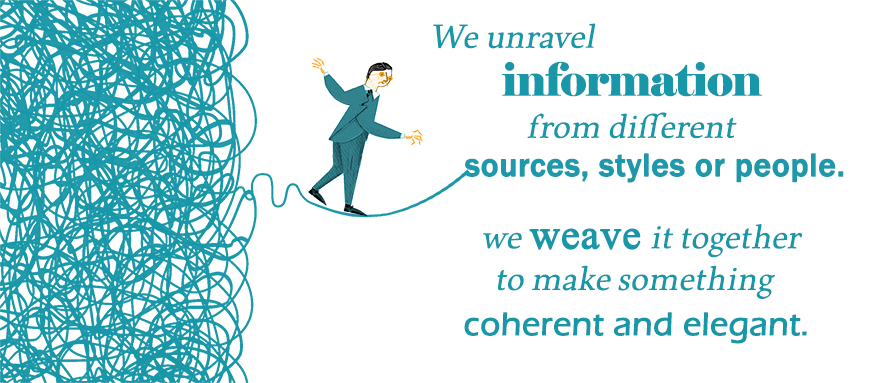 We unravel
information
from different
sources, styles or people.
we weave it together
to make something
coherent and elegant.